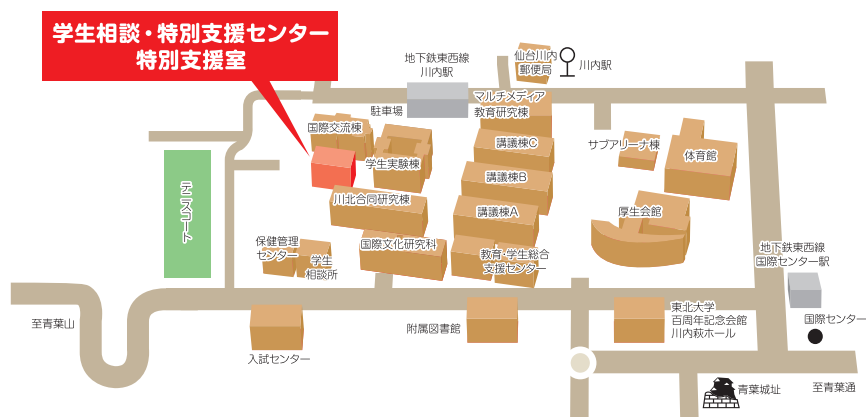 学生相談・特別支援センター
特別支援室
地下鉄東西線
川内駅
仙台川内
郵便局
川内駅
駐車場
マルチメディア
教育研究棟
国際交流棟
学生実験棟
講義棟C
サブアリーナ棟
体育館
講義棟B
川北合同研究棟
講義棟A
厚生会館
テニスコート
保健管理
センター
学生
相談所
国際文化研究科
教育・学生総合
支援センター
地下鉄東西線
国際センター駅
至青葉山
入試センター
附属図書館
東北大学
百周年記念会館
川内萩ホール
国際センター
青葉城址
至青葉通